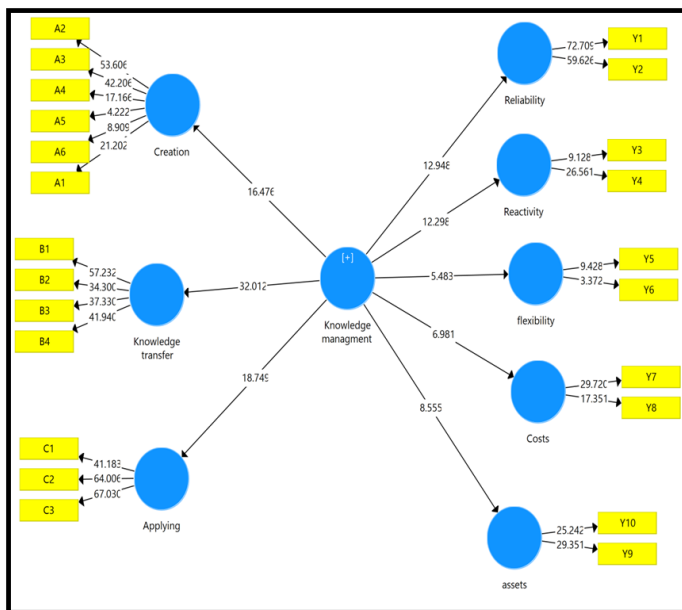 A2
A3
A4
A5
A6
A1
53.606
42.206
17.166
4.222
8.909
21.202
Creation
16.476
B1
B2
B3
B4
57.232
34.300
37.330
41.940
Knowledge
transfer
32.012
C1
C2
C3
41.183
64.006
67.030
Applying
18.749
[+]
Knowledge
managment
12.948
12.298
5.483
6.981
8.555
72.709
59.626
Y1
Y2
Reliability
9.128
26.561
Y3
Y4
Reactivity
9.428
3.372
Y5
Y6
flexibility
29.720
17.351
Y7
Y8
Costs
25.242
29.351
Y10
Y9
assets